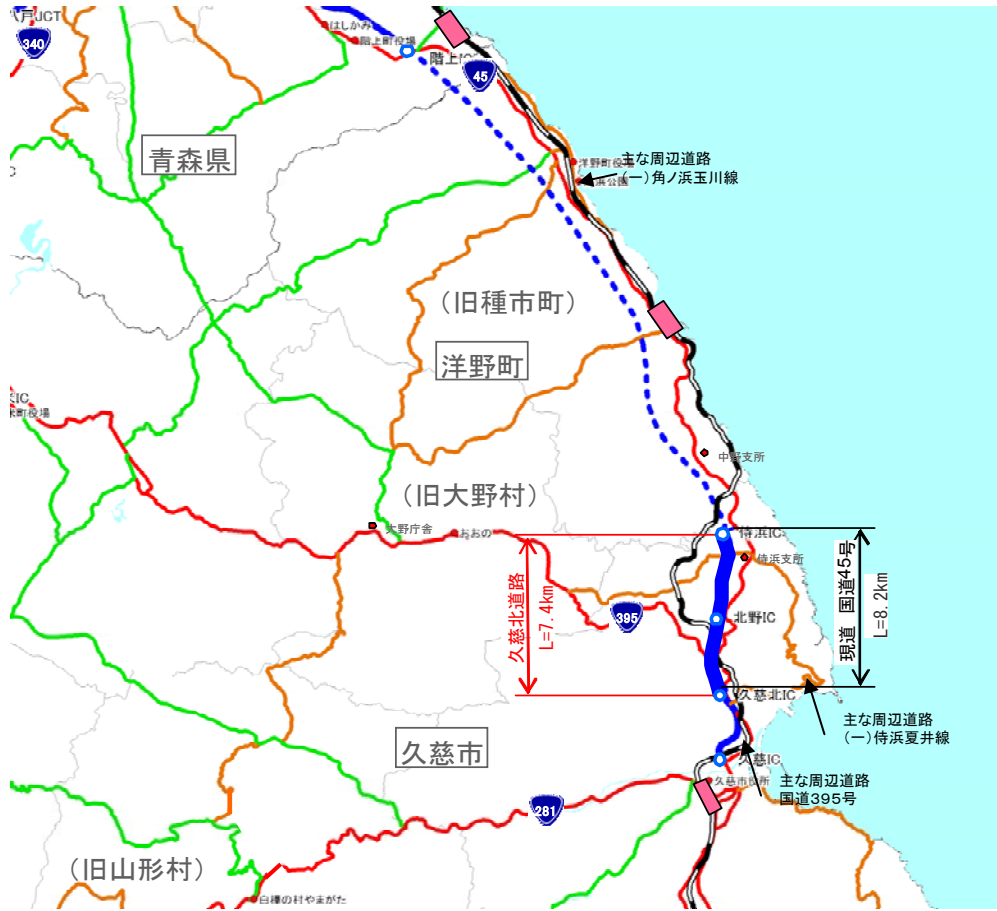 戸JCT
340
はしかみ
階上町役場
階上IC
45
青森県
洋野町役場
主な周辺道路
(一)角ノ浜玉川線
浜公園
(旧種市町)
洋野町
IC
町役場
中野支所
(旧大野村)
大野庁舎
おおの
侍浜IC
侍浜支所
久慈北道路
L=7.4km
現道 国道45号
L=8.2km
395
北野IC
久慈北IC
主な周辺道路
(一)侍浜夏井線
久慈市
久慈IC
久慈市役所
主な周辺道路
国道395号
281
(旧山形村)
白樺の村やまがた